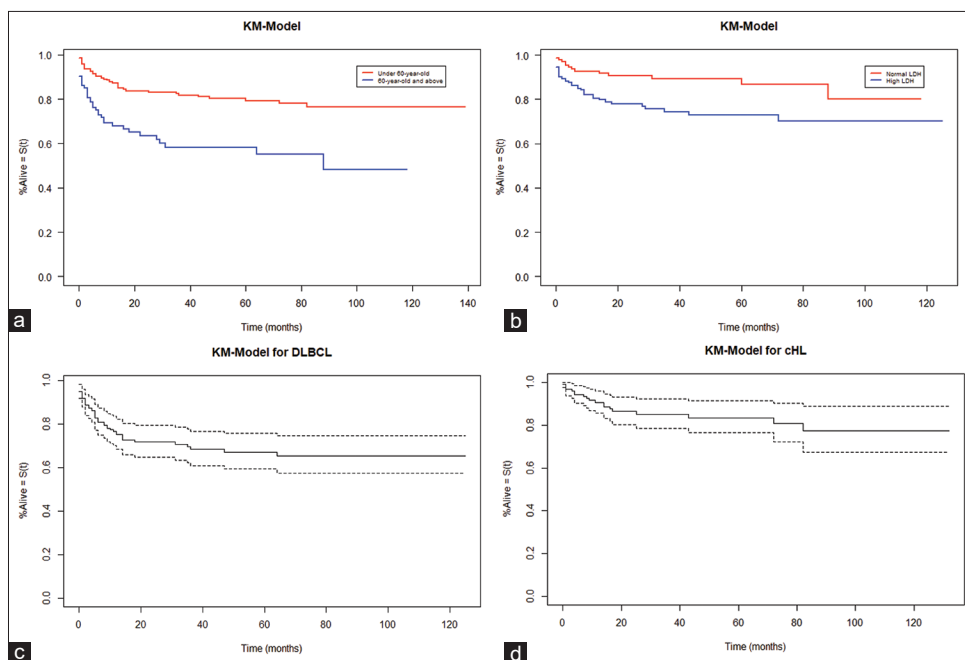 KM-Model
%Alive = S(t)
1.0
0.8
0.6
0.4
0.2
0.0
Under 60-year-old
60-year-old and above
0 20 40 60 80 100 120 140
Time (months)
a
KM-Model
%Alive = S(t)
1.0
0.8
0.6
0.4
0.2
0.0
Normal LDH
High LDH
0 20 40 60 80 100 120
Time (months)
b
KM-Model for DLBCL
%Alive = S(t)
1.0
0.8
0.6
0.4
0.2
0.0
0 20 40 60 80 100 120
Time (months)
c
KM-Model for cHL
%Alive = S(t)
1.0
0.8
0.6
0.4
0.2
0.0
0 20 40 60 80 100 120
Time (months)
d